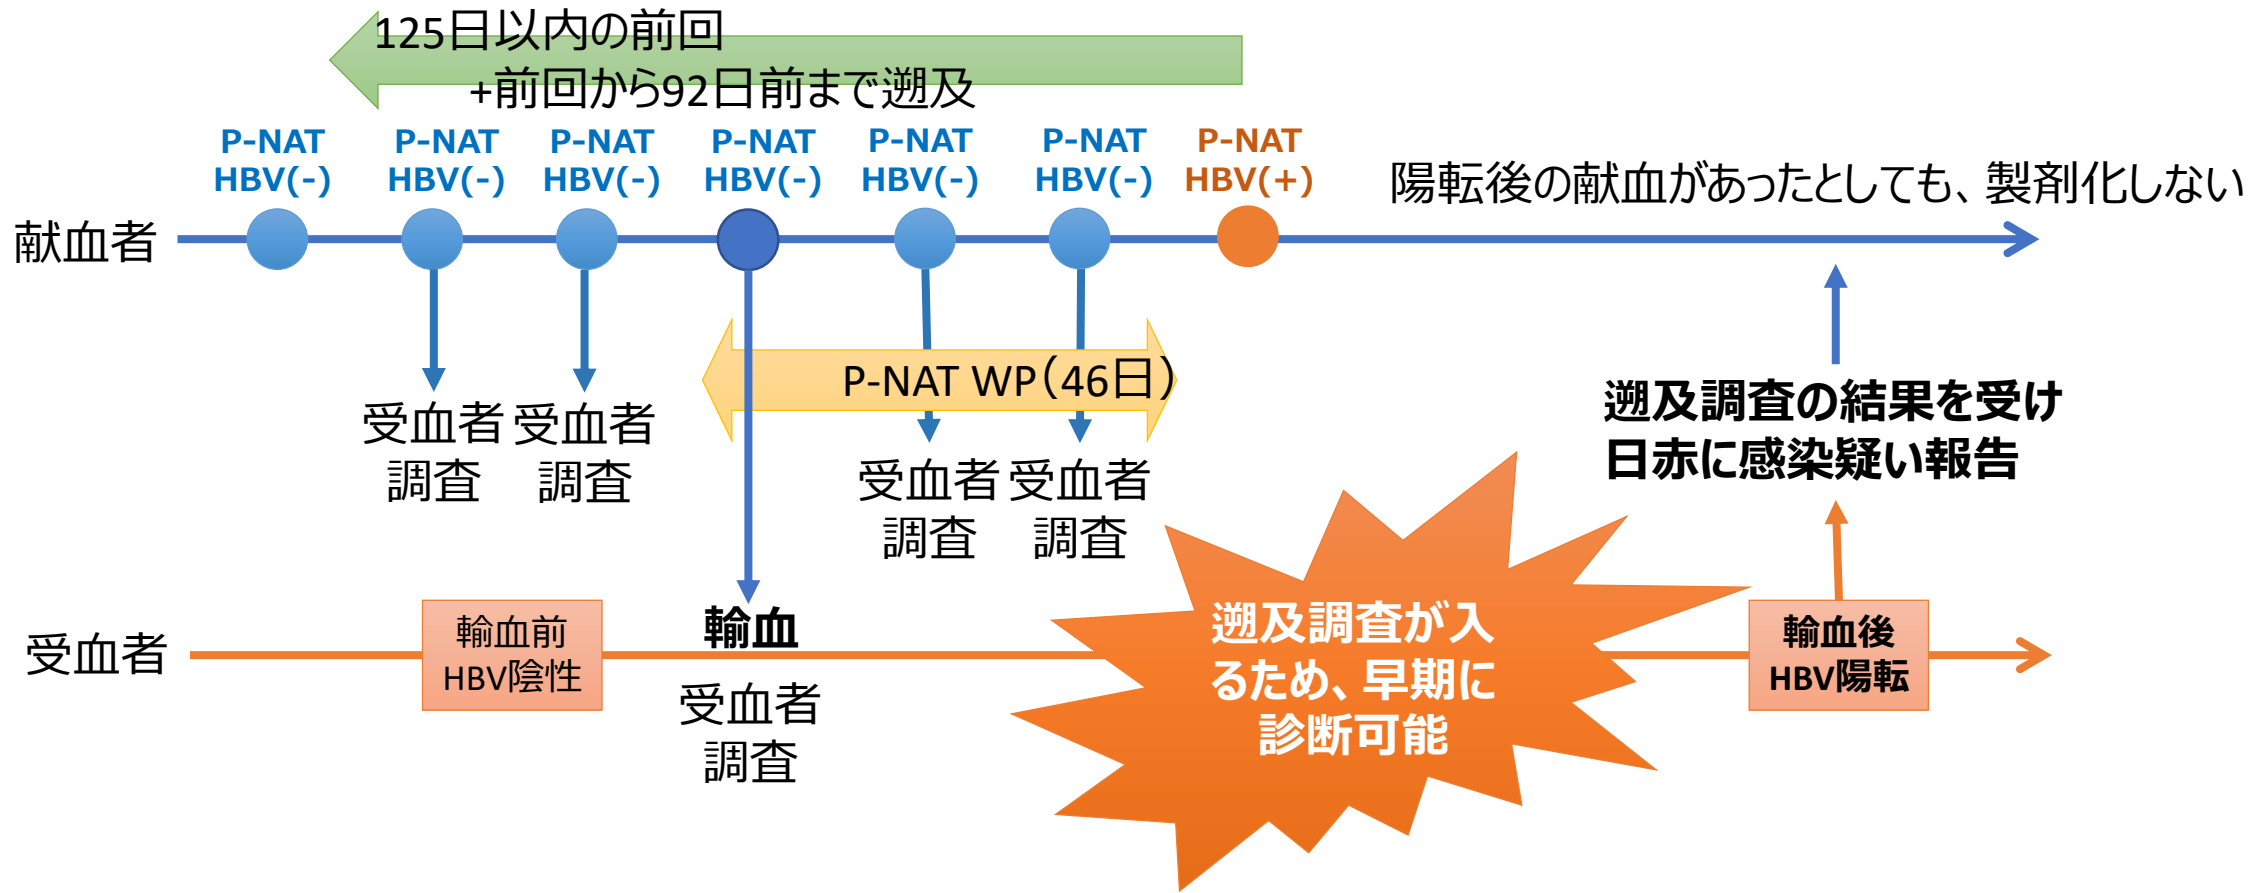 125日以内の前回
+前回から92日前まで遡及
P-NAT
HBV(-)
P-NAT
HBV(-)
P-NAT
HBV(-)
P-NAT
HBV(-)
P-NAT
HBV(-)
P-NAT
HBV(-)
P-NAT
HBV(+)
陽転後の献血があったとしても、製剤化しない
献血者
P-NAT WP（46日）
受血者
調査
受血者
調査
受血者
調査
受血者
調査
遡及調査の結果を受け
日赤に感染疑い報告
受血者
輸血前
HBV陰性
輸血
受血者
調査
遡及調査が入
るため、早期に
診断可能
輸血後
HBV陽転